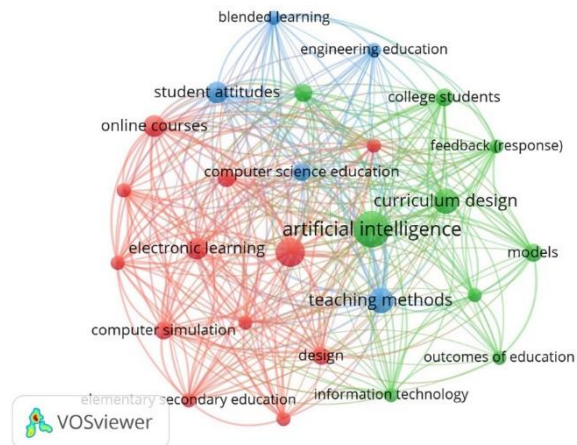 blended learning
engineering education
student attitudes
college students
online courses
feedback (response)
computer science education
curriculum design
artificial intelligence
electronic learning
models
teaching methods
computer simulation
design
outcomes of education
elementary secondary education
information technology
VOSviewer